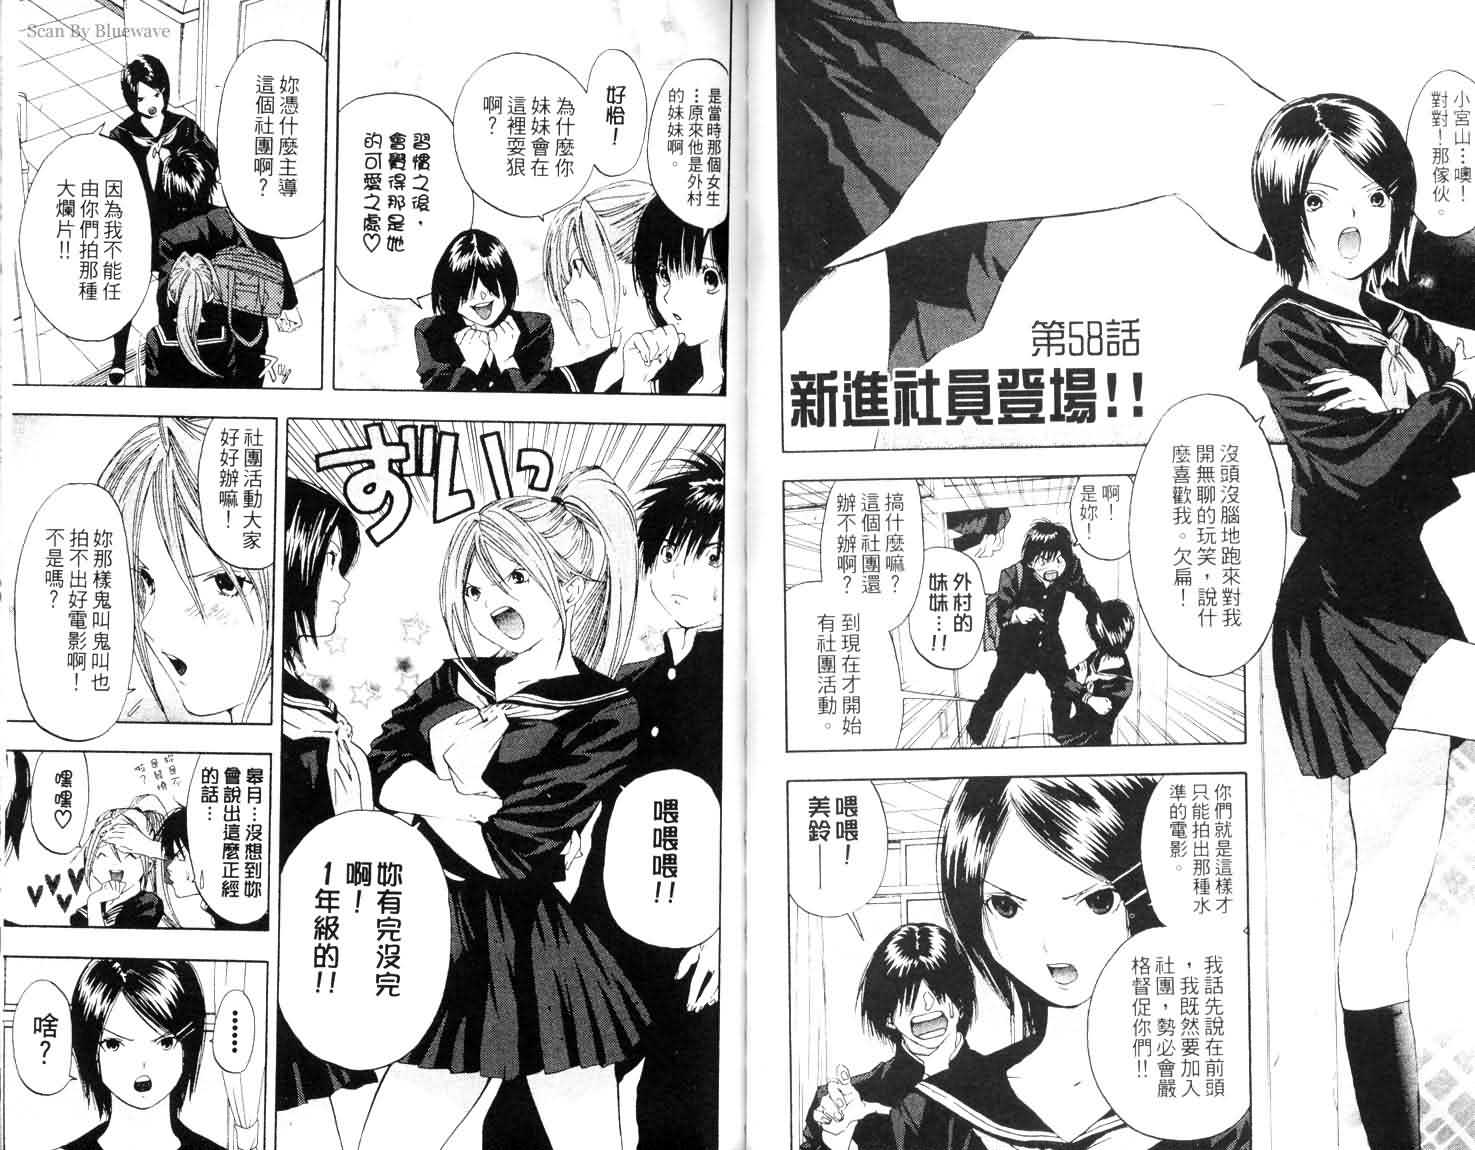 小宮山…噢！
對對！那傢伙。
第58話
新進社員登場!!
沒頭沒腦地跑來對我
開無聊的玩笑，說什
麼喜歡我。欠扁！
啊！
是妳！
外村的
妹妹…!!
搞什麼嘛？
這個社團還
辦不辦啊？
到現在才開始
有社團活動。
你們就是這樣才
只能拍出那種水
準的電影。
喂喂！
美鈴—
我話先說在前頭
，我既然要加入
社團，勢必會嚴
格督促你們!!
Scan By Bluewave
是當時那個女生
…原來他是外村
的妹妹啊。
好恰！
為什麼你
妹妹會在
這裡耍狠
啊？
習慣之後，
會覺得那是她
的可愛之處♡
妳憑什麼主導
這個社團啊？
因為我不能任
由你們拍那種
大爛片!!
ずいっ
喂喂喂!!
妳有完沒完
啊！
1年級的!!
社團活動大家
好好辦嘛！
妳那樣鬼叫鬼叫也
拍不出好電影啊！
不是嗎？
皋月…沒想到妳
會說出這麼正經
的話…
嘿嘿♡
……
啥？